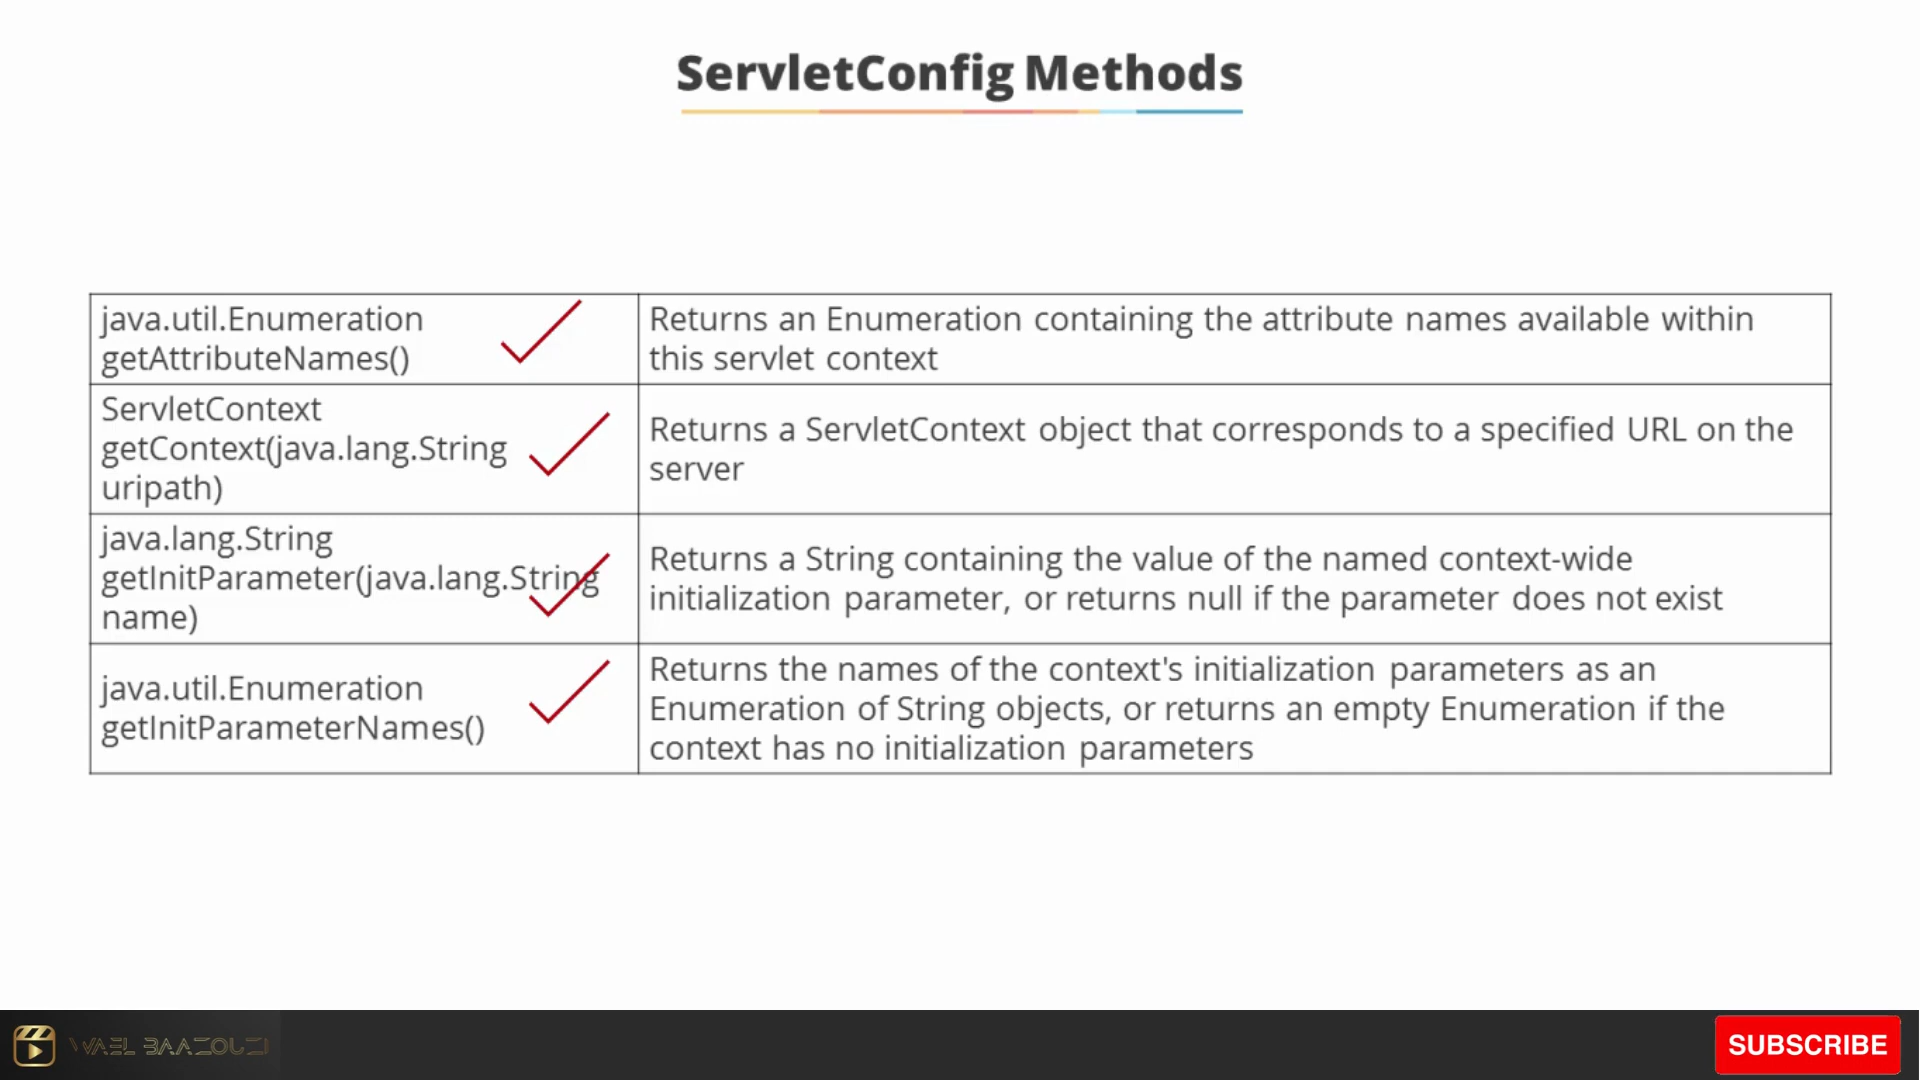 ServletConfig Methods
java.util.Enumeration
getAttributeNames()
Returns an Enumeration containing the attribute names available within
this servlet context
ServletContext
getContext(java.lang.String
uripath)
Returns a ServletContext object that corresponds to a specified URL on the
server
java.lang.String
getInitParameter(java.lang.String
name)
Returns a String containing the value of the named context-wide
initialization parameter, or returns null if the parameter does not exist
java.util.Enumeration
getInitParameterNames()
Returns the names of the context's initialization parameters as an
Enumeration of String objects, or returns an empty Enumeration if the
context has no initialization parameters
WAEL BAAZOUZI
SUBSCRIBE